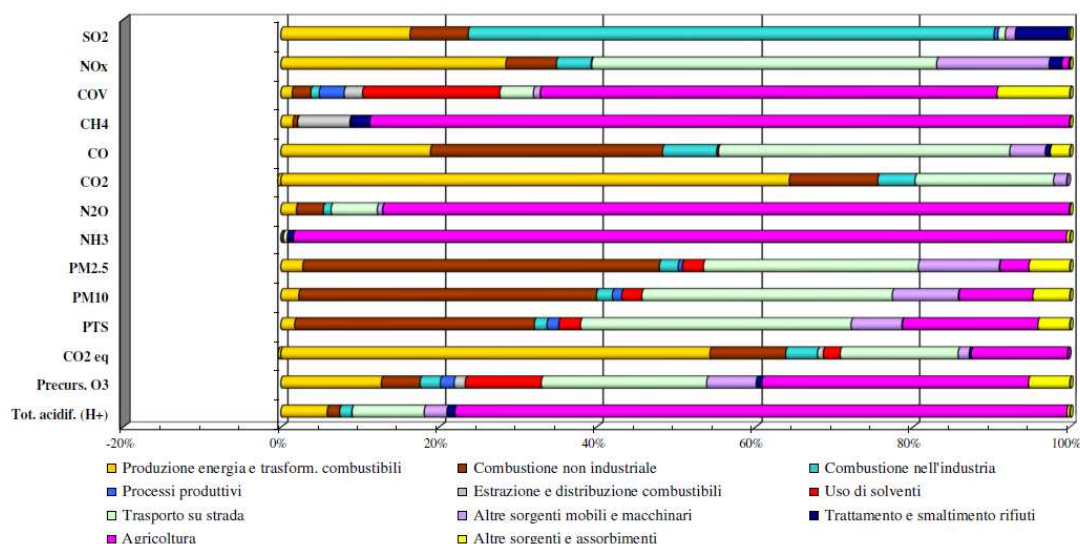 SO2
NOx
COV
CH4
CO
CO2
N2O
NH3
PM2.5
PM10
PTS
CO2 eq
Precurs. O3
Tot. acidif. (H+)
-20% 0% 20% 40% 60% 80% 100%
Produzione energia e trasform. combustibili Combustione non industriale Combustione nell'industria
Processi produttivi Estrazione e distribuzione combustibili Uso di solventi
Trasporto su strada Altre sorgenti mobili e macchinari Trattamento e smaltimento rifiuti
Agricoltura Altre sorgenti e assorbimenti